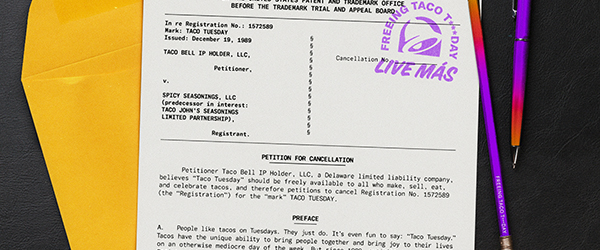 STATES PATENT AND TRADEMARK OFFICE
BEFORE THE TRADEMARK TRIAL AND APPEAL BOARD
In re Registration No.: 1572589
Mark: TACO TUESDAY
Issued: December 19, 1989
TACO BELL IP HOLDER, LLC,
Petitioner,
v.
SPICY SEASONINGS, LLC
(predecessor in interest:
TACO JOHN'S SEASONINGS
LIMITED PARTNERSHIP),
Registrant.
§
§
§
§
§
§
§
§
§
§
§
Cancellation No.
FREEING TACO T***DAY
LIVE MÁS
PETITION FOR CANCELLATION
Petitioner Taco Bell IP Holder, LLC, a Delaware limited liability company,
believes "Taco Tuesday" should be freely available to all who make, sell, eat,
and celebrate tacos, and therefore petitions to cancel Registration No. 1572589
(the "Registration") for the "mark" TACO TUESDAY.
PREFACE
A. People like tacos on Tuesdays. They just do. It's even fun to say: "Taco Tuesday."
Tacos have the unique ability to bring people together and bring joy to their lives
on an otherwise mediocre day of the week. But since
FREEING TACO T***DAY